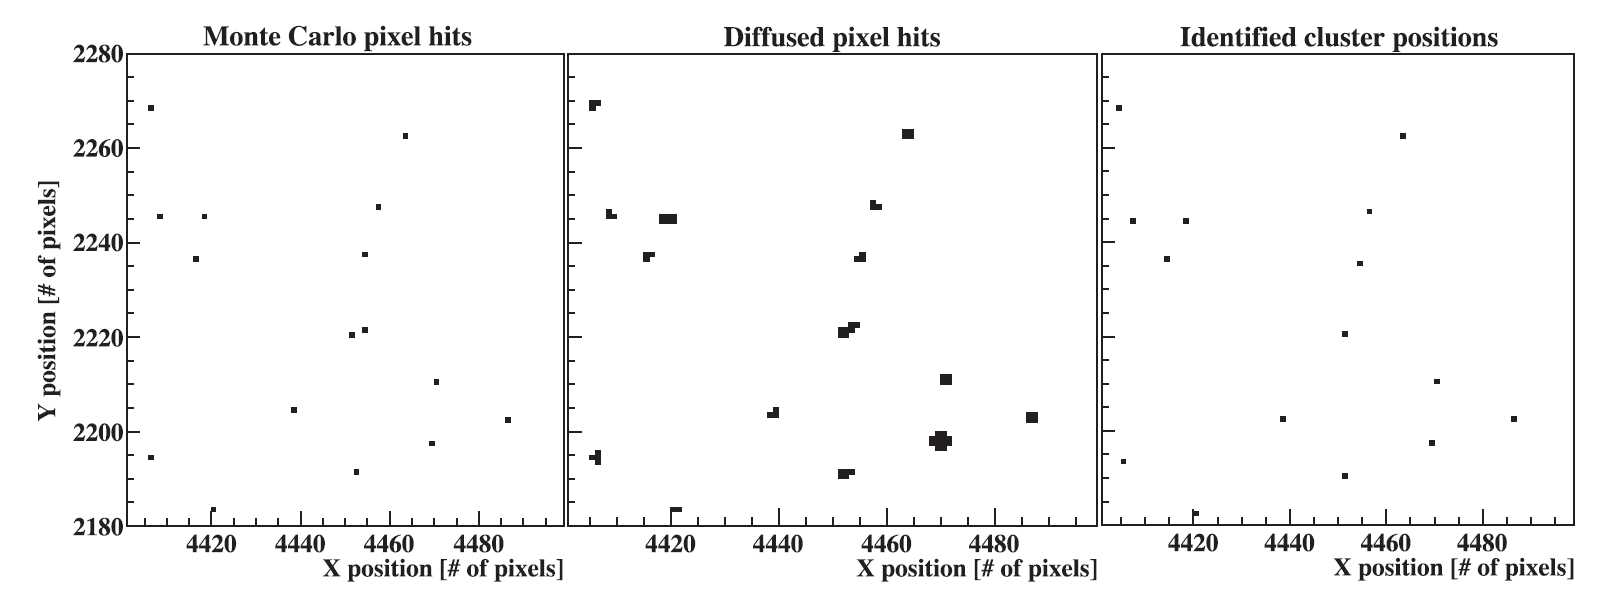 Monte Carlo pixel hits
Diffused pixel hits
Identified cluster positions
Y position [# of pixels]
2280
2260
2240
2220
2200
2180
4420 4440 4460 4480
4420 4440 4460 4480
4420 4440 4460 4480
X position [# of pixels]
X position [# of pixels]
X position [# of pixels]